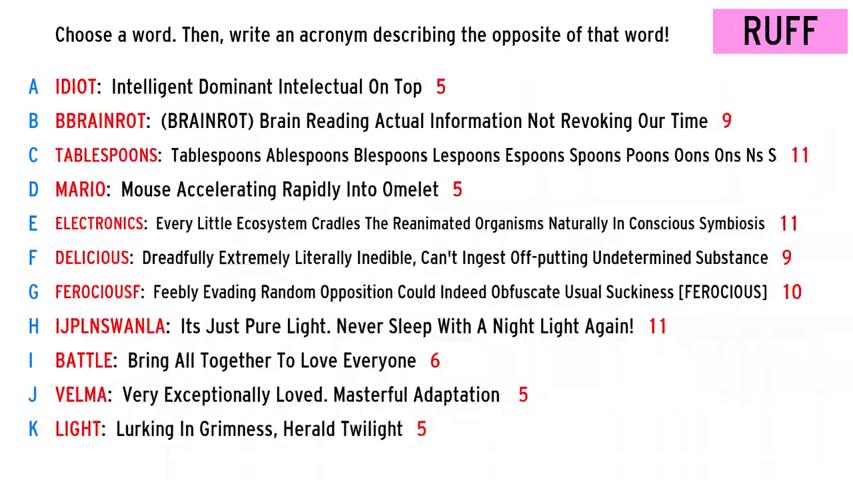 Choose a word. Then, write an acronym describing the opposite of that word!
RUFF
A IDIOT: Intelligent Dominant Intelectual On Top 5
B BBRAINROT: (BRAINROT) Brain Reading Actual Information Not Revoking Our Time 9
C TABLESPOONS: Tablespoons Ablespoons Blespoons Lespoons Espoons Spoons Poons Oons Ons Ns S 11
D MARIO: Mouse Accelerating Rapidly Into Omelet 5
E ELECTRONICS: Every Little Ecosystem Cradles The Reanimated Organisms Naturally In Conscious Symbiosis 11
F DELICIOUS: Dreadfully Extremely Literally Inedible, Can't Ingest Off-putting Undetermined Substance 9
G FEROCIOUSF: Feebly Evading Random Opposition Could Indeed Obfuscate Usual Suckiness [FEROCIOUS] 10
H IJPLNSWANLA: Its Just Pure Light. Never Sleep With A Night Light Again! 11
I BATTLE: Bring All Together To Love Everyone 6
J VELMA: Very Exceptionally Loved. Masterful Adaptation 5
K LIGHT: Lurking In Grimness, Herald Twilight 5